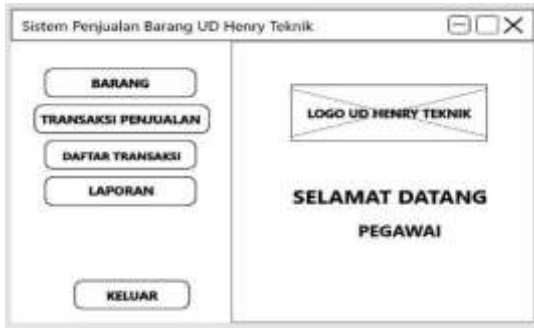 Sistem Penjualan Barang UD Henry Teknik
BARANG
TRANSAKSI PENJUALAN
DAFTAR TRANSAKSI
LAPORAN
KELUAR
LOGO UD HENRY TEKNIK
SELAMAT DATANG
PEGAWAI